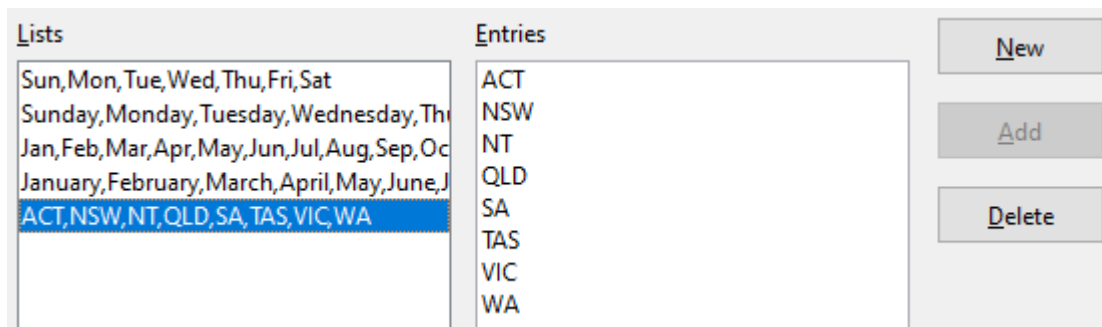 Lists
Sun,Mon,Tue,Wed,Thu,Fri,Sat
Sunday,Monday,Tuesday,Wednesday,Thu
Jan,Feb,Mar,Apr,May,Jun,Jul,Aug,Sep,Oc
January,February,March,April,May,June,J
ACT,NSW,NT,QLD,SA,TAS,VIC,WA
Entries
ACT
NSW
NT
QLD
SA
TAS
VIC
WA
New
Add
Delete